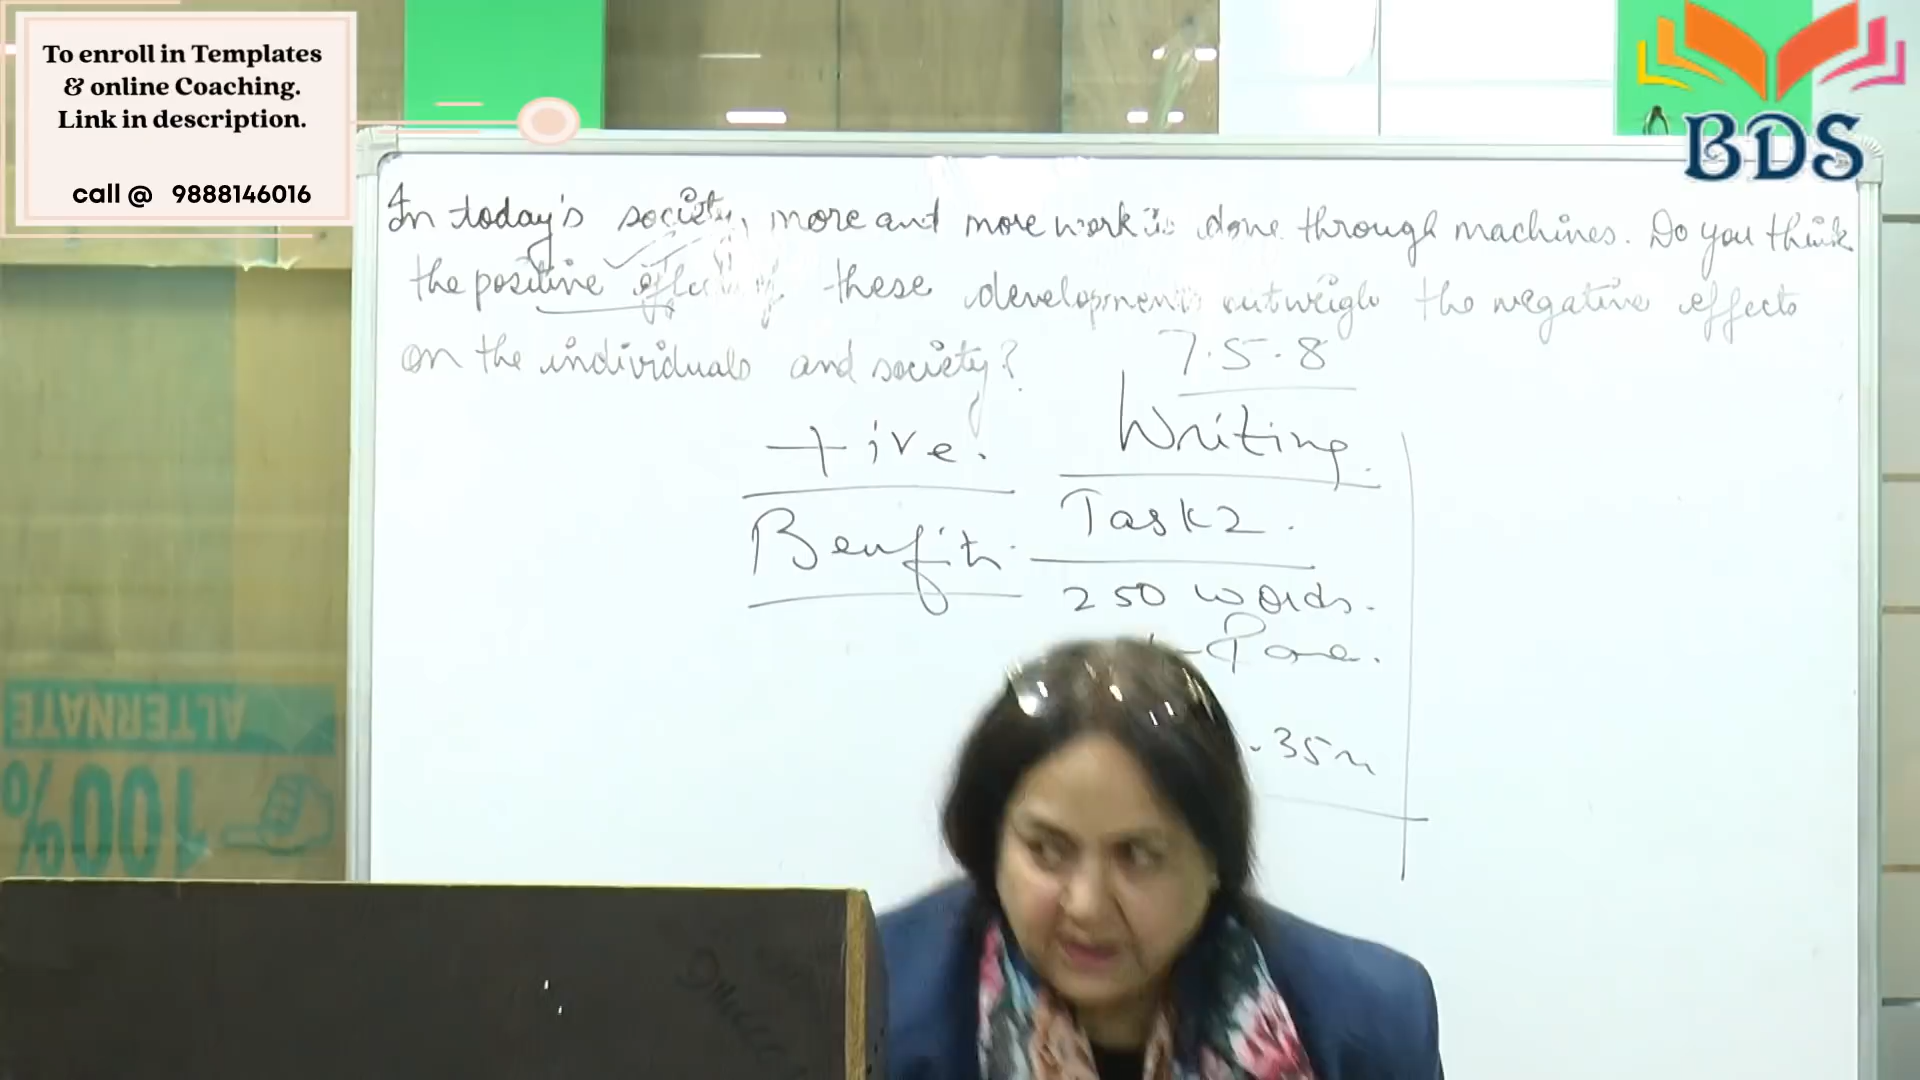 To enroll in Templates
& online Coaching.
Link in description.
call @ 9888146016
BDS
In today's society, more and more work is done through machines. Do you think
the positive effects of these developments outweigh the negative effects
on the individuals and society?
7.5-8
+ive.
Benefits.
Writing
Task 2.
250 words.
35m
ALTERNATE
100%